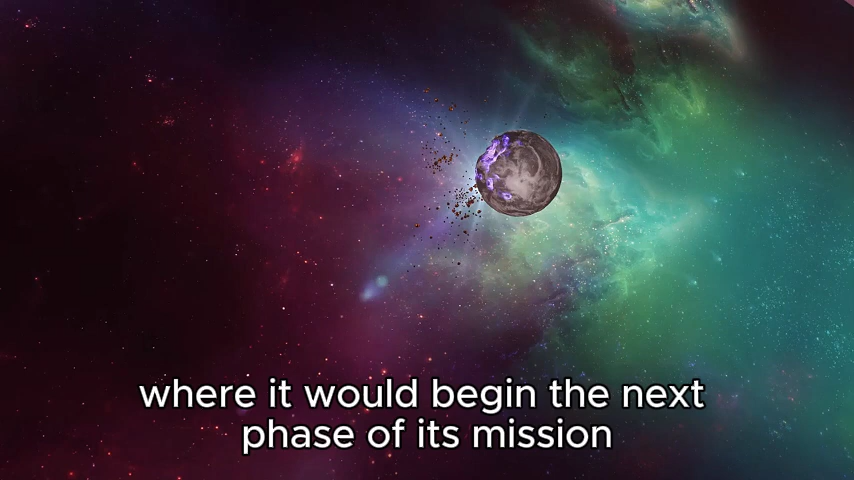 where it would begin the next
phase of its mission